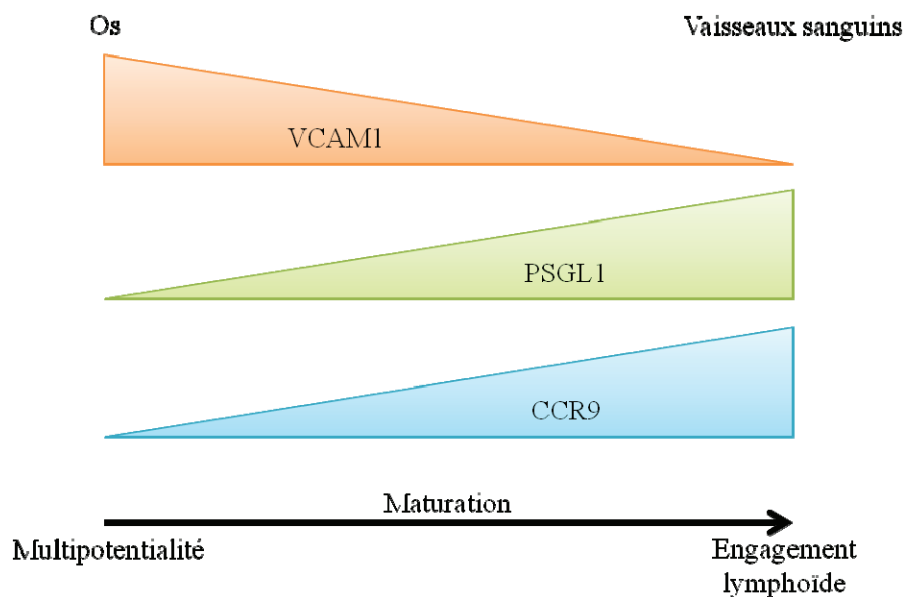 Os
Vaisseaux sanguins
VCAM1
PSGL1
CCR9
Maturation
Multipotentialité
Engagement
lymphoïde